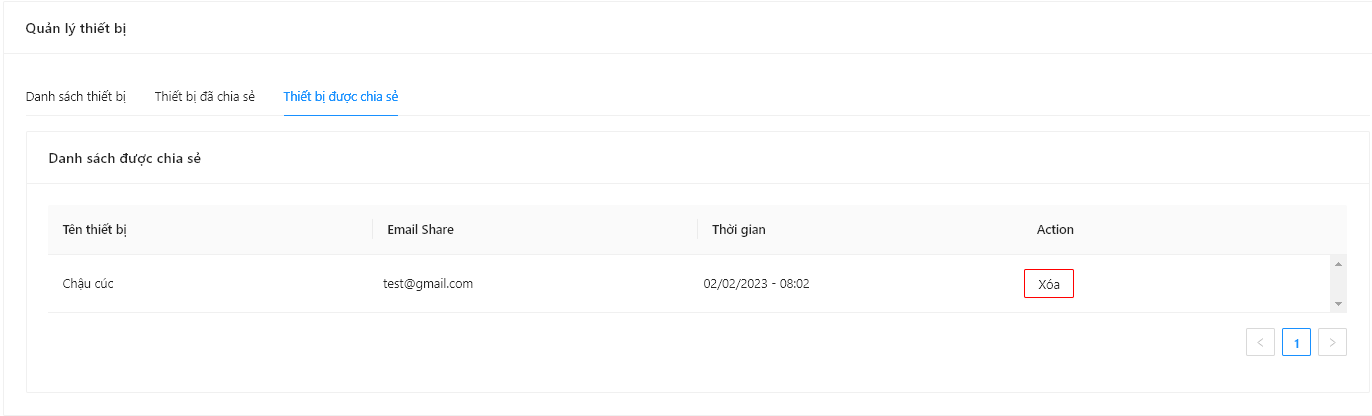 Quản lý thiết bị
Danh sách thiết bị Thiết bị đã chia sẻ Thiết bị được chia sẻ
Danh sách được chia sẻ
Tên thiết bị Email Share Thời gian Action
Chậu cúc test@gmail.com 02/02/2023 - 08:02 Xóa
< 1 >